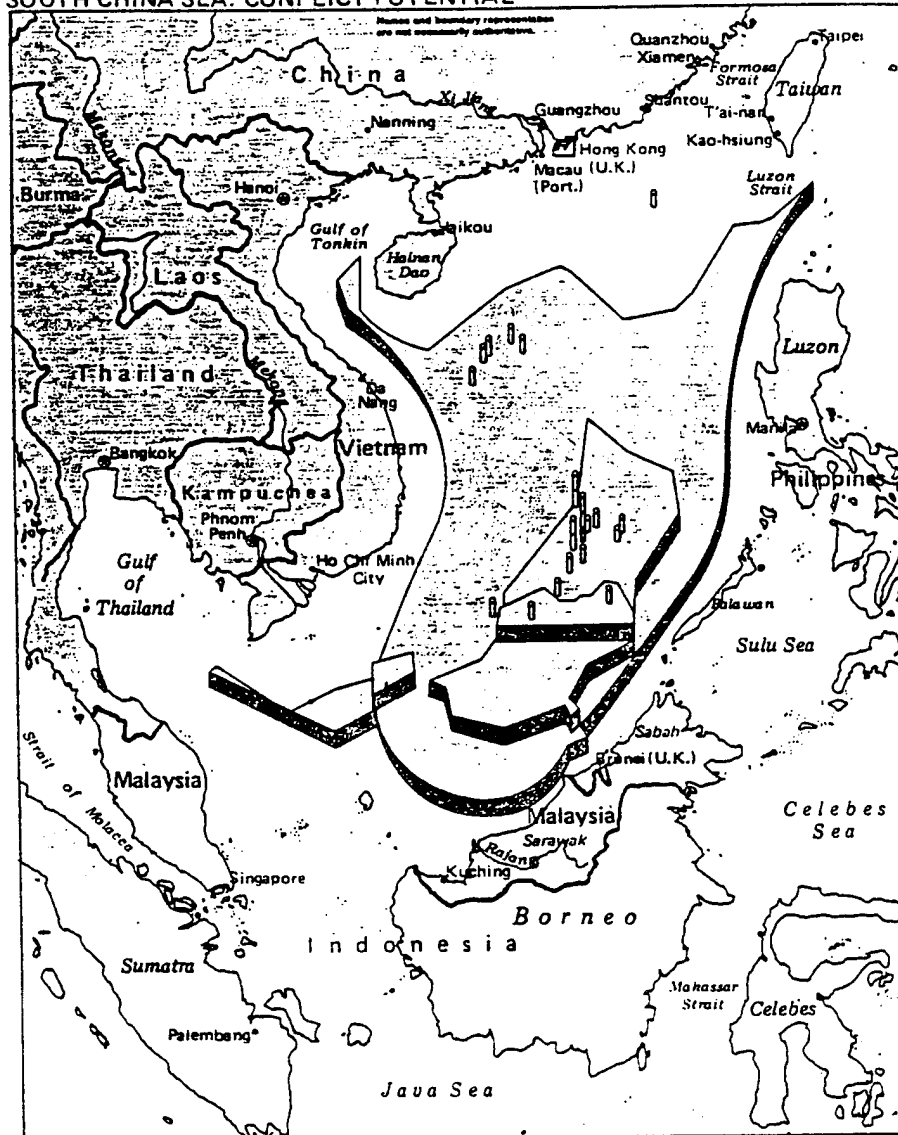 SOUTH CHINA SEA: CONFLICT POTENTIAL
Names and boundary representation
are not necessarily authoritative.
Taipei
Quanzhou
Xiamen
Formosa
Strait
Taiwan
China
Xi Jiang
Guangzhou
Shantou
T'ai-nan
Nanning
Kao-hsiung
Hong Kong
Macau (U.K.)
(Port.)
Mekong
Burma
Hanoi
Luzon
Strait
Gulf of
Tonkin
Haikou
Hainan
Dao
Laos
Thailand
Mekong
Da
Nang
Luzon
Vietnam
Manila
Bangkok
Philippines
Kampuchea
Phnom
Penh
Ho Chi Minh
City
Gulf
of
Thailand
Palawan
Sulu Sea
Sabah
Brunei (U.K.)
Strait
of
Malacca
Malaysia
Malaysia
Sarawak
Rajang
Kuching
Celebes
Sea
Singapore
Borneo
Indonesia
Sumatra
Makassar
Strait
Celebes
Palembang
Java Sea